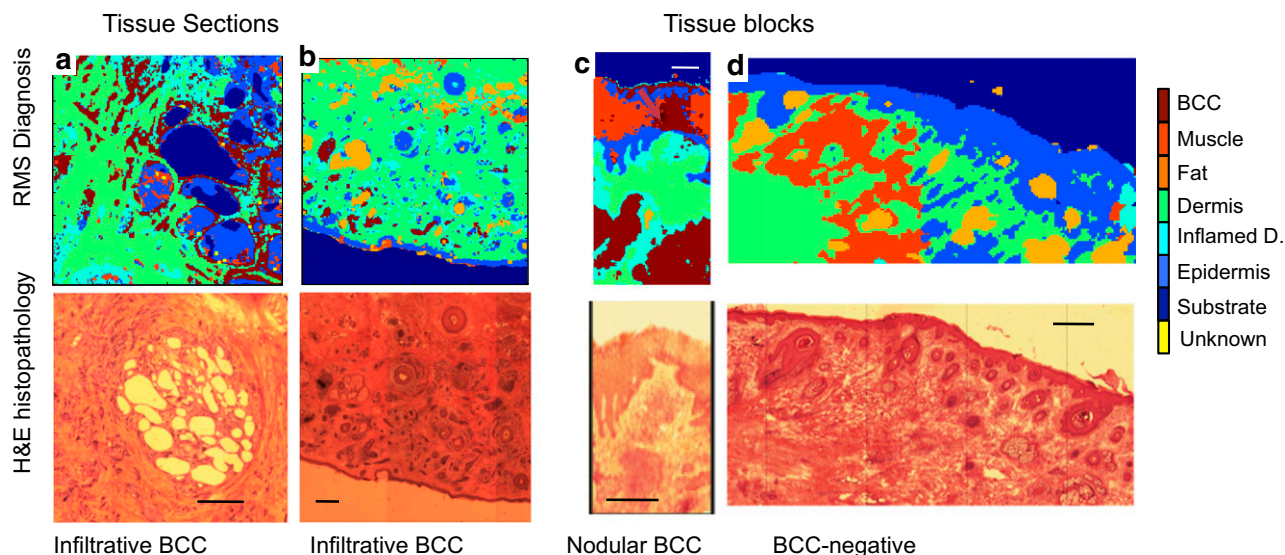 Tissue Sections
Tissue blocks
a
b
c
d
RMS Diagnosis
H&E histopathology
BCC
Muscle
Fat
Dermis
Inflamed D.
Epidermis
Substrate
Unknown
Infiltrative BCC
Infiltrative BCC
Nodular BCC
BCC-negative